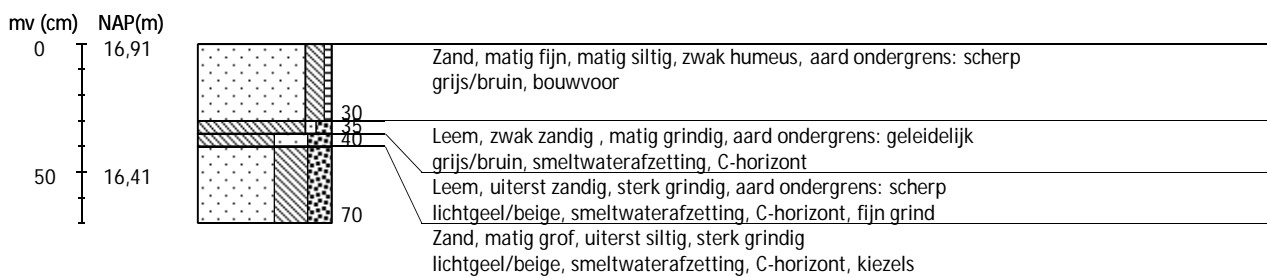 mv (cm) NAP(m)
0 16,91
Zand, matig fijn, matig siltig, zwak humeus, aard ondergrens: scherp
grijs/bruin, bouwvoor
30
35
Leem, zwak zandig , matig grindig, aard ondergrens: geleidelijk
40
grijs/bruin, smeltwaterafzetting, C-horizont
50 16,41
Leem, uiterst zandig, sterk grindig, aard ondergrens: scherp
lichtgeel/beige, smeltwaterafzetting, C-horizont, fijn grind
70
Zand, matig grof, uiterst siltig, sterk grindig
lichtgeel/beige, smeltwaterafzetting, C-horizont, kiezels